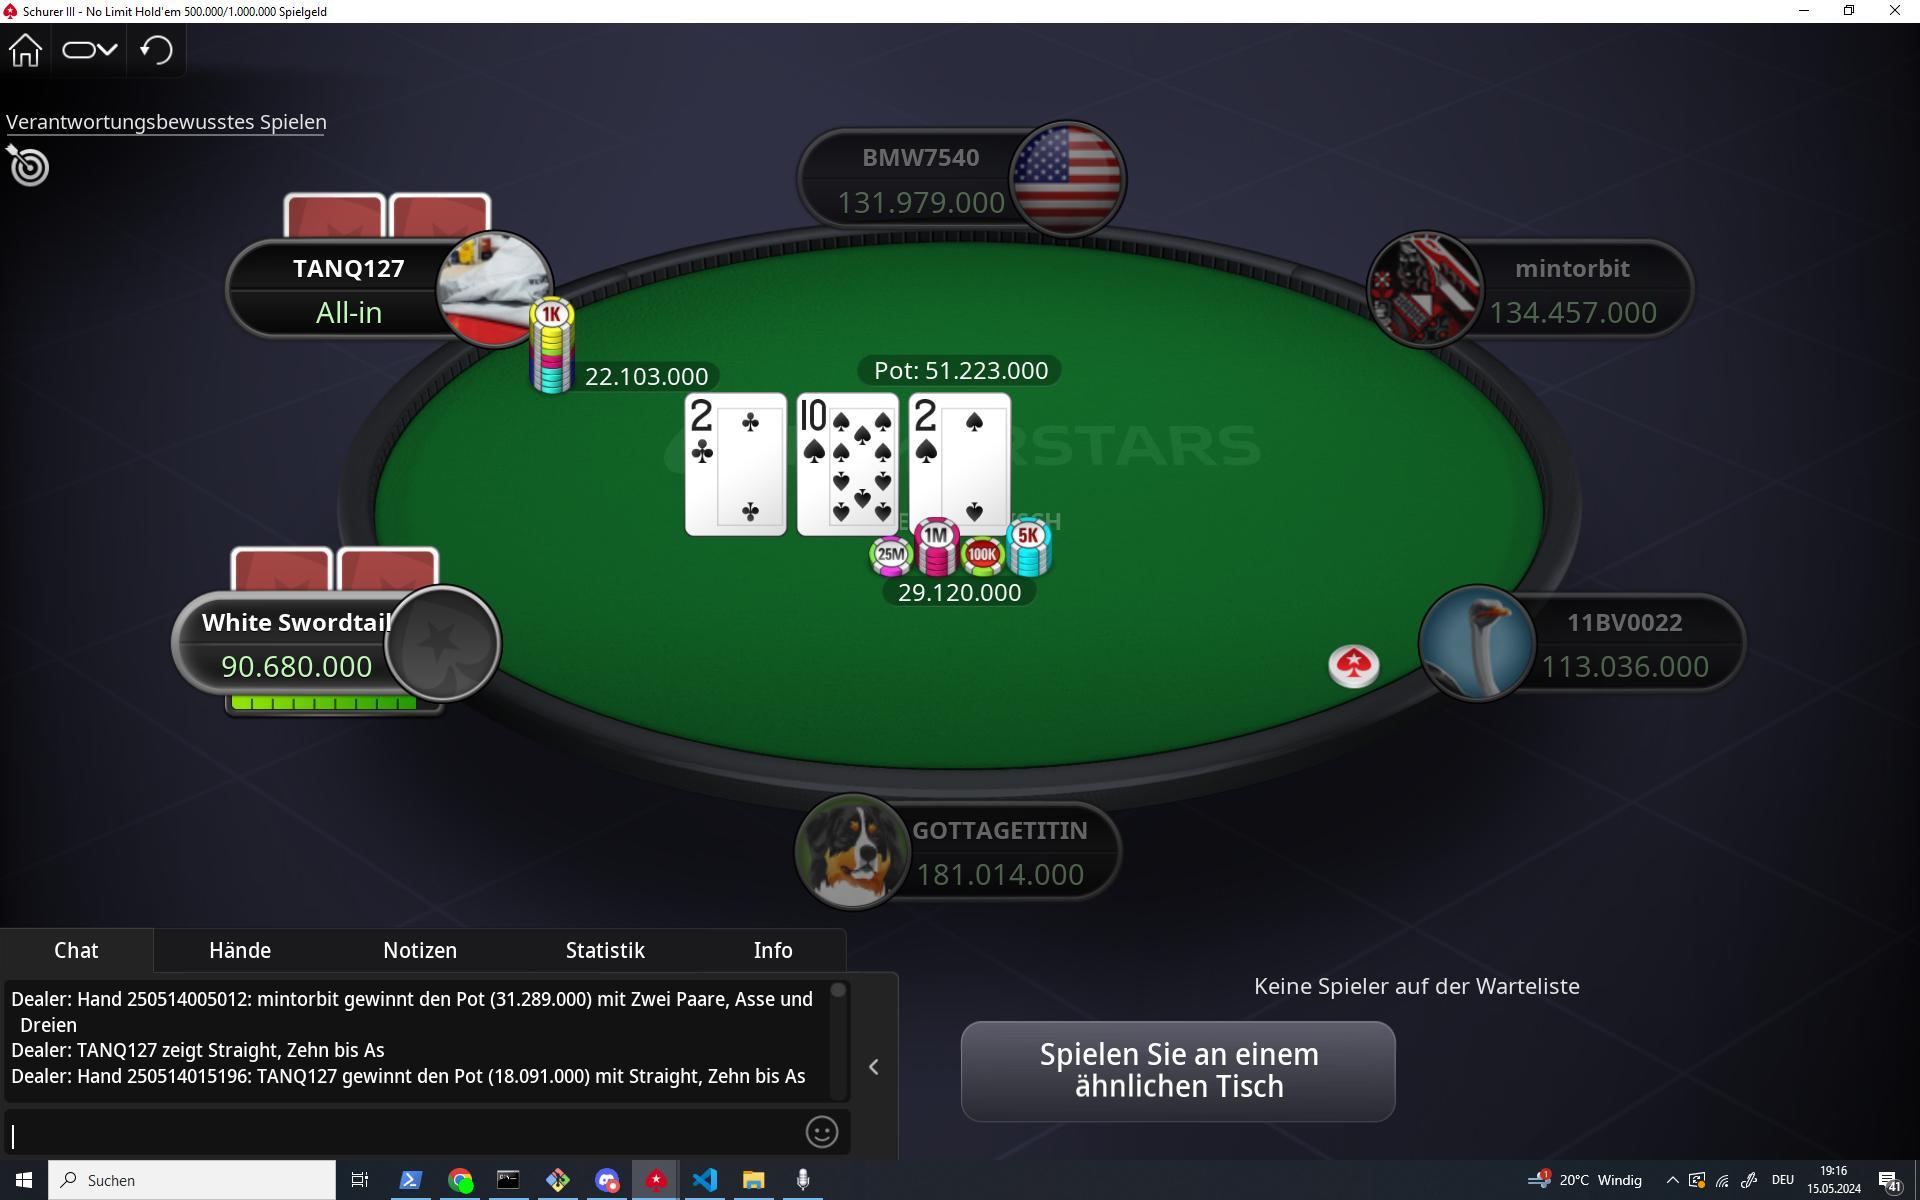 Schurer III - No Limit Hold'em 500.000/1.000.000 Spielgeld
Verantwortungsbewusstes Spielen
BMW7540
131.979.000
TANQ127
All-in
mintorbit
134.457.000
1K
22.103.000
Pot: 51.223.000
2
10
2
RSTARS
25M
1M
100K
5K
29.120.000
White Swordtail
90.680.000
11BV0022
113.036.000
GOTTAGETITIN
181.014.000
Chat
Hände
Notizen
Statistik
Info
Dealer: Hand 250514005012: mintorbit gewinnt den Pot (31.289.000) mit Zwei Paare, Asse und
Dreien
Dealer: TANQ127 zeigt Straight, Zehn bis As
Dealer: Hand 250514015196: TANQ127 gewinnt den Pot (18.091.000) mit Straight, Zehn bis As
Keine Spieler auf der Warteliste
Spielen Sie an einem
ähnlichen Tisch
Suchen
1
20°C Windig
DEU
19:16
15.05.2024
41